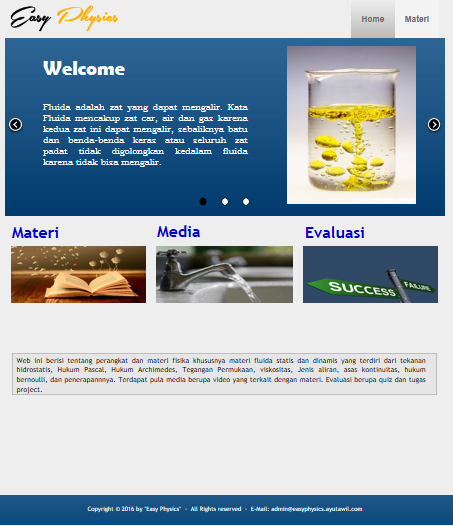 Easy Physics
Home Materi
Welcome
Fluida adalah zat yang dapat mengalir. Kata
Fluida mencakup zat car, air dan gas karena
kedua zat ini dapat mengalir, sebaliknya batu
dan benda-benda keras atau seluruh zat
padat tidak digolongkan kedalam fluida
karena tidak bisa mengalir.
Materi
Media
Evaluasi
SUCCESS
FAILURE
Web ini berisi tentang perangkat dan materi fisika khususnya materi fluida statis dan dinamis yang terdiri dari tekanan
hidrostatis, Hukum Pascal, Hukum Archimedes, Tegangan Permukaan, viskositas, Jenis aliran, asas kontinuitas, hukum
bernoulli, dan penerapannnya. Terdapat pula media berupa video yang terkait dengan materi. Evaluasi berupa quiz dan tugas
project.
Copyright © 2016 by "Easy Physics" - All Rights reserved - E-Mail: admin@easyphysics.ayutawii.com